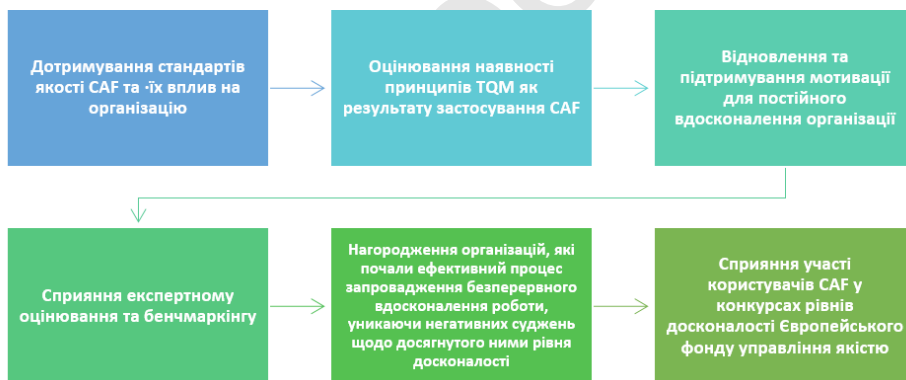 Дотримування стандартів
якості CAF та ·їх вплив на
організацію
Оцінювання наявності
принципів TQM як
результату застосування CAF
Відновлення та
підтримування мотивації
для постійного
вдосконалення організації
Сприяння експертному
оцінювання та бенчмаркінгу
Нагородження організацій, які
почали ефективний процес
запровадження безперервного
вдосконалення роботи,
уникаючи негативних суджень
щодо досягнутого ними рівня
досконалості
Сприяння участі
користувачів CAF у
конкурсах рівнів
досконалості Європейського
фонду управління якістю